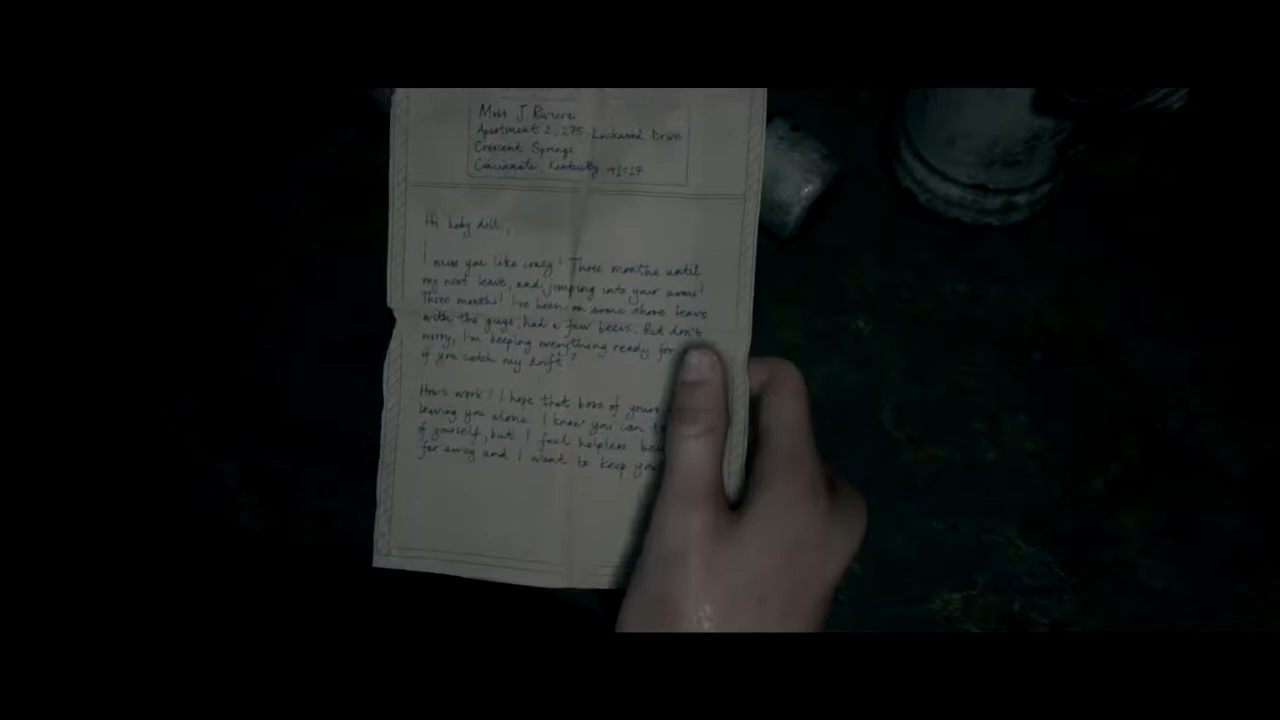 Miss J Riviere
Apartment 2, 275 Lockwood Drive
Crescent Springs
Cincinnati Kentucky 41017
Hi baby doll,
I miss you like crazy! Three months until
my next leave, and jumping into your arms!
Three months! I've been on some shore leave
with the guys, had a few beers. But don't
worry, I'm keeping everything ready for
if you catch my drift?
How's work? I hope that boss of yours
leaving you alone. I know you can
of yourself, but I feel helpless
far away and I want to keep you